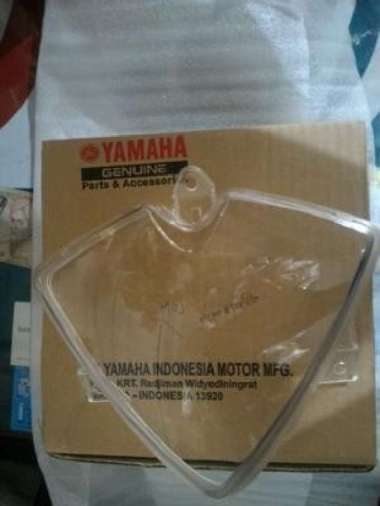 YAMAHA
GENUINE
Parts & Accessories
YAMAHA INDONESIA MOTOR MFG.
KRT. Radjiman Widyodiningrat
- INDONESIA 13920